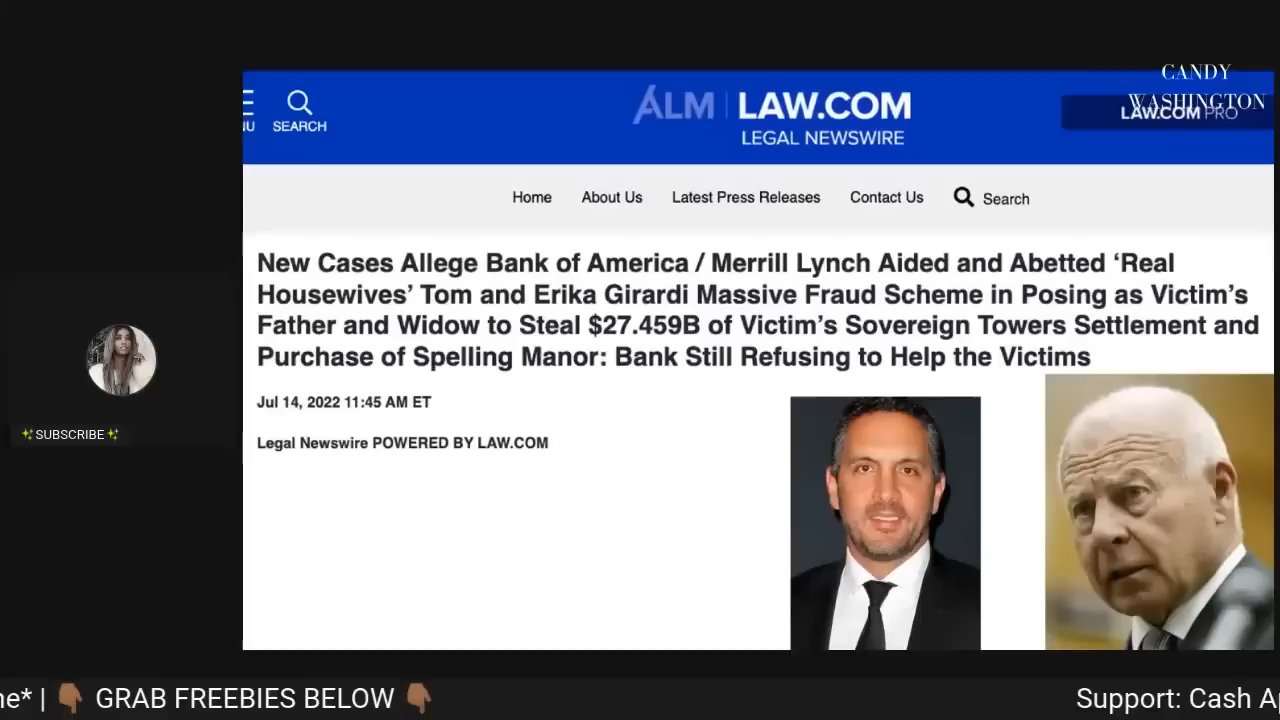 CANDY
WASHINGTON
NU
SEARCH
ALM | LAW.COM
LEGAL NEWSWIRE
LAW.COM PRO
Home
About Us
Latest Press Releases
Contact Us
Search
New Cases Allege Bank of America / Merrill Lynch Aided and Abetted ‘Real
Housewives’ Tom and Erika Girardi Massive Fraud Scheme in Posing as Victim’s
Father and Widow to Steal $27.459B of Victim’s Sovereign Towers Settlement and
Purchase of Spelling Manor: Bank Still Refusing to Help the Victims
Jul 14, 2022 11:45 AM ET
Legal Newswire POWERED BY LAW.COM
✨SUBSCRIBE✨
ne* | 👇🏾 GRAB FREEBIES BELOW 👇🏾
Support: Cash A